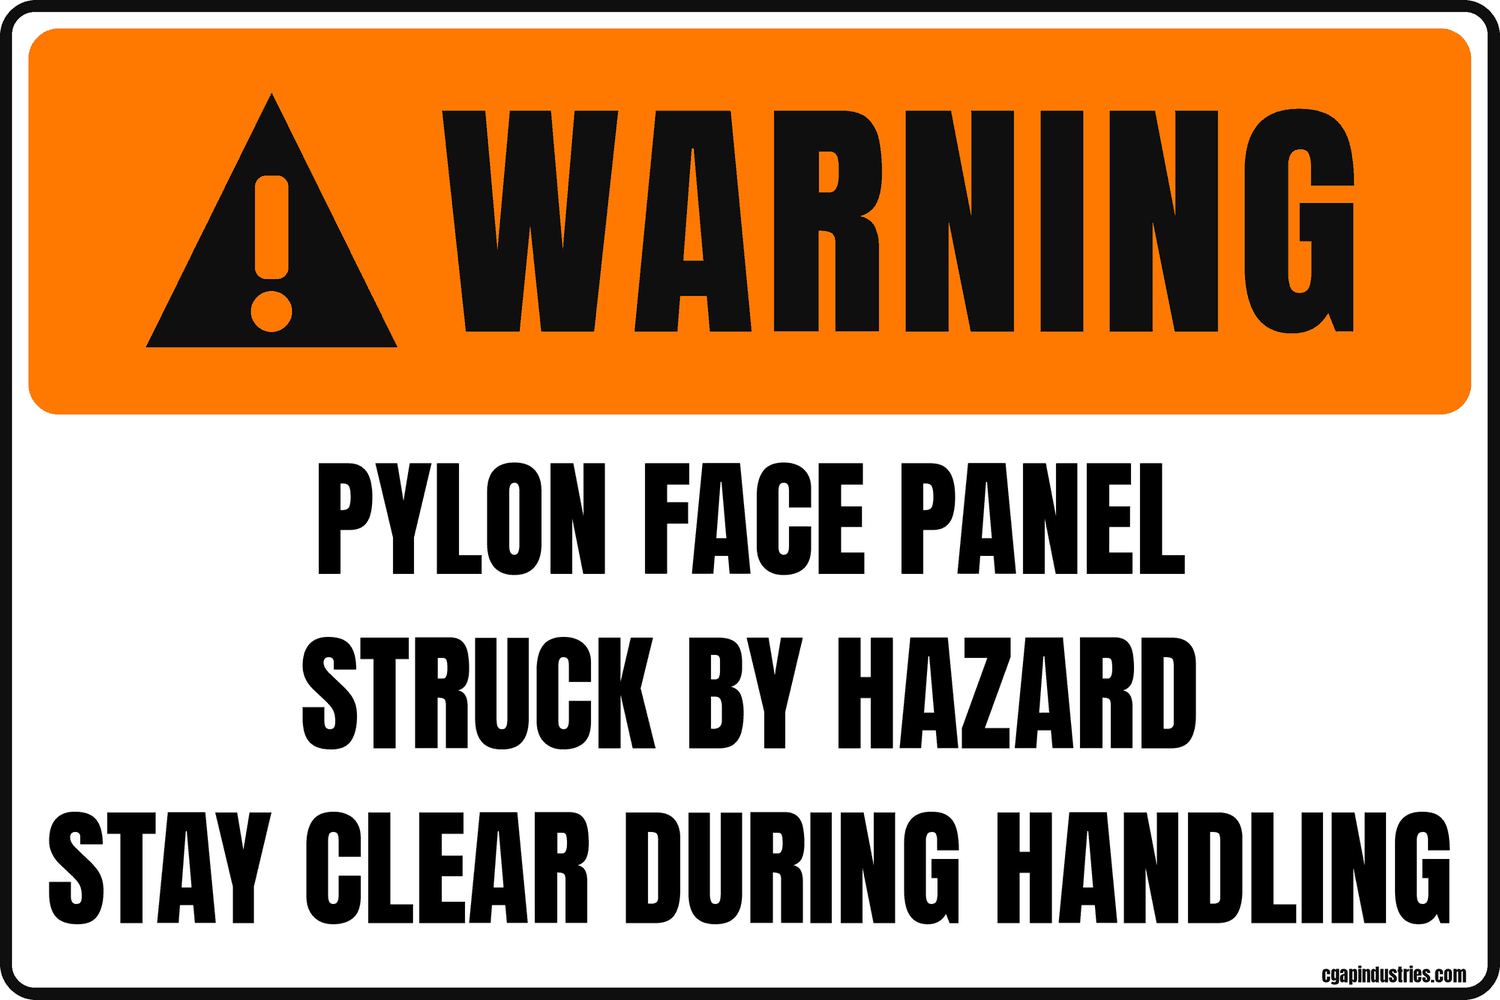 WARNING
PYLON FACE PANEL
STRUCK BY HAZARD
STAY CLEAR DURING HANDLING
cgapindustries.com